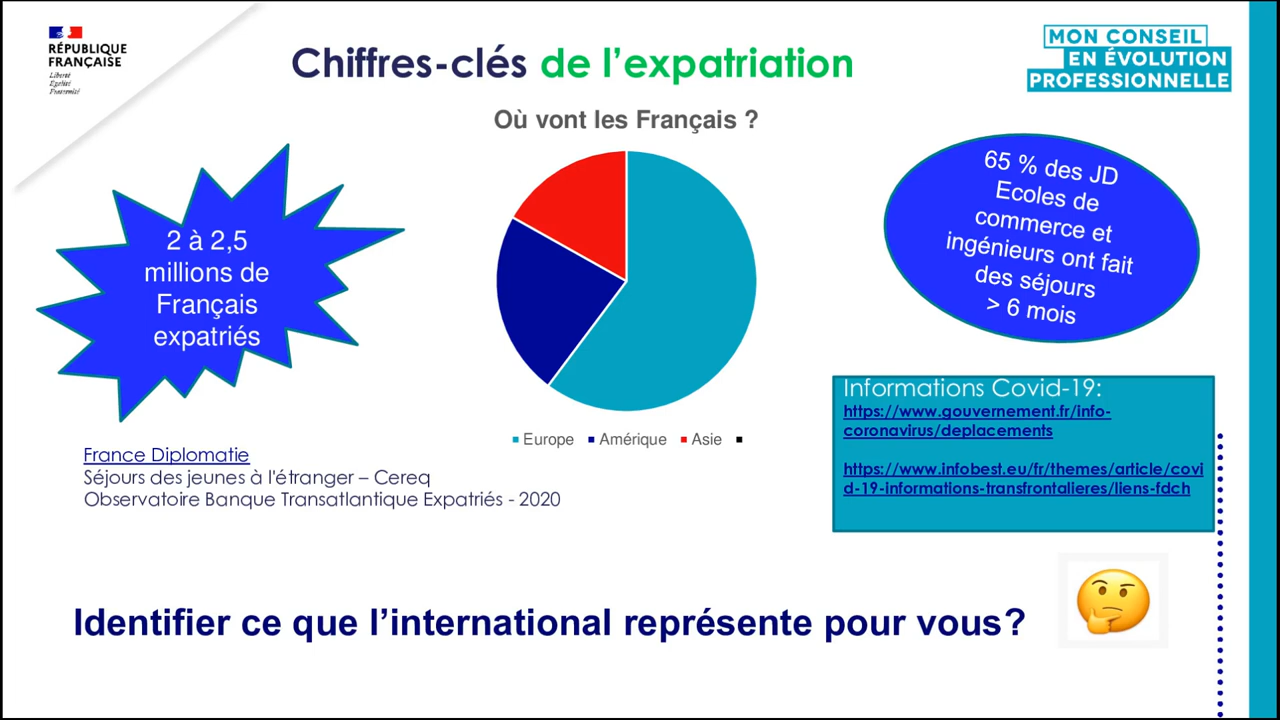 RÉPUBLIQUE
FRANÇAISE
Liberté
Égalité
Fraternité
Chiffres-clés de l'expatriation
MON CONSEIL
EN ÉVOLUTION
PROFESSIONNELLE
Où vont les Français ?
2 à 2,5
millions de
Français
expatriés
65 % des JD
Ecoles de
commerce et
ingénieurs ont fait
des séjours
> 6 mois
Europe Amérique Asie
Informations Covid-19:
https://www.gouvernement.fr/info-
coronavirus/deplacements
https://www.infobest.eu/fr/themes/article/covi
d-19-informations-transfrontalieres/liens-fdch
France Diplomatie
Séjours des jeunes à l'étranger – Cereq
Observatoire Banque Transatlantique Expatriés - 2020
Identifier ce que l'international représente pour vous?